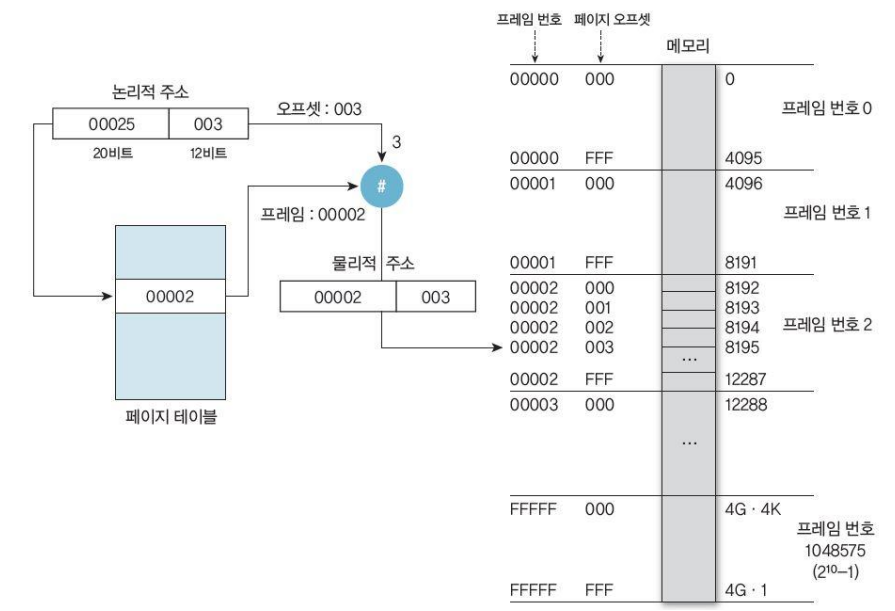 프레임 번호 페이지 오프셋
메모리
논리적 주소
00025 003
20비트 12비트
오프셋 : 003
3
#
프레임 : 00002
물리적 주소
00002 003
00002
페이지 테이블
00000 000 0
프레임 번호 0
00000 FFF 4095
00001 000 4096
프레임 번호 1
00001 FFF 8191
00002 000 8192
00002 001 8193
00002 002 8194
프레임 번호 2
00002 003 8195
...
00002 FFF 12287
00003 000 12288
...
FFFFF 000 4G · 4K
프레임 번호
1048575
(2¹⁰–1)
FFFFF FFF 4G · 1